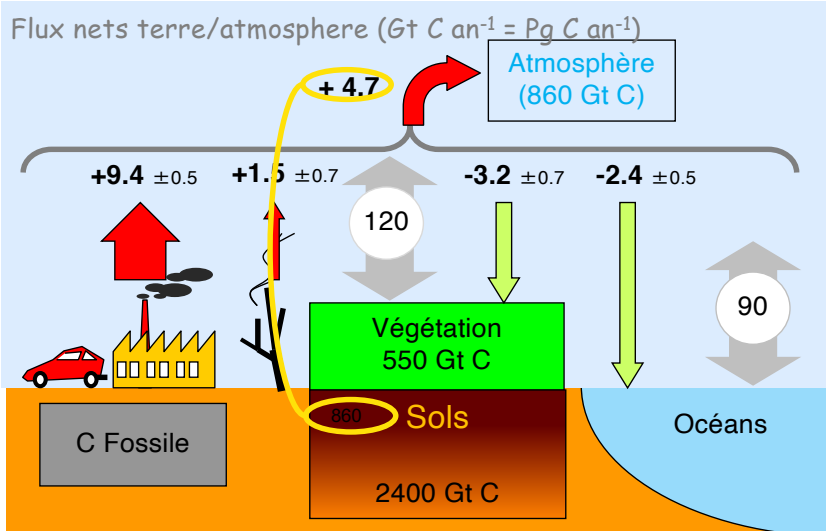 Flux nets terre/atmosphere (Gt C an⁻¹ = Pg C an⁻¹)
Atmosphère
(860 Gt C)
+ 4.7
+9.4 ±0.5
+1.5 ±0.7
-3.2 ±0.7
-2.4 ±0.5
120
90
Végétation
550 Gt C
860
Sols
2400 Gt C
C Fossile
Océans